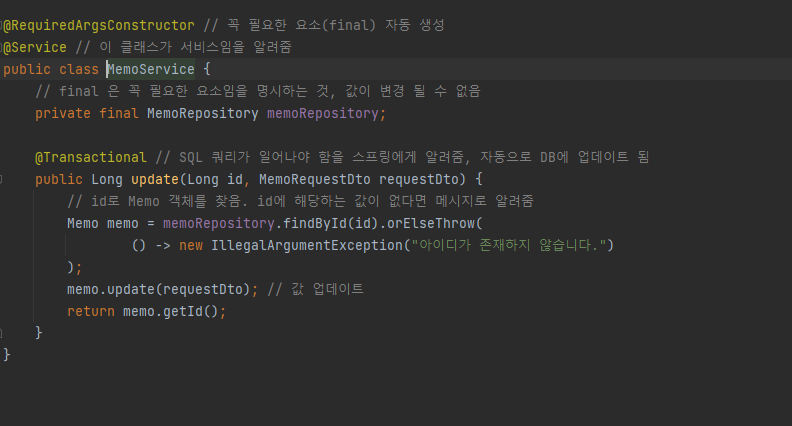 @RequiredArgsConstructor // 꼭 필요한 요소(final) 자동 생성
@Service // 이 클래스가 서비스임을 알려줌
public class MemoService {
    // final 은 꼭 필요한 요소임을 명시하는 것, 값이 변경 될 수 없음
    private final MemoRepository memoRepository;

    @Transactional // SQL 쿼리가 일어나야 함을 스프링에게 알려줌, 자동으로 DB에 업데이트 됨
    public Long update(Long id, MemoRequestDto requestDto) {
        // id로 Memo 객체를 찾음. id에 해당하는 값이 없다면 메시지로 알려줌
        Memo memo = memoRepository.findById(id).orElseThrow(
                () -> new IllegalArgumentException("아이디가 존재하지 않습니다.")
        );
        memo.update(requestDto); // 값 업데이트
        return memo.getId();
    }
}